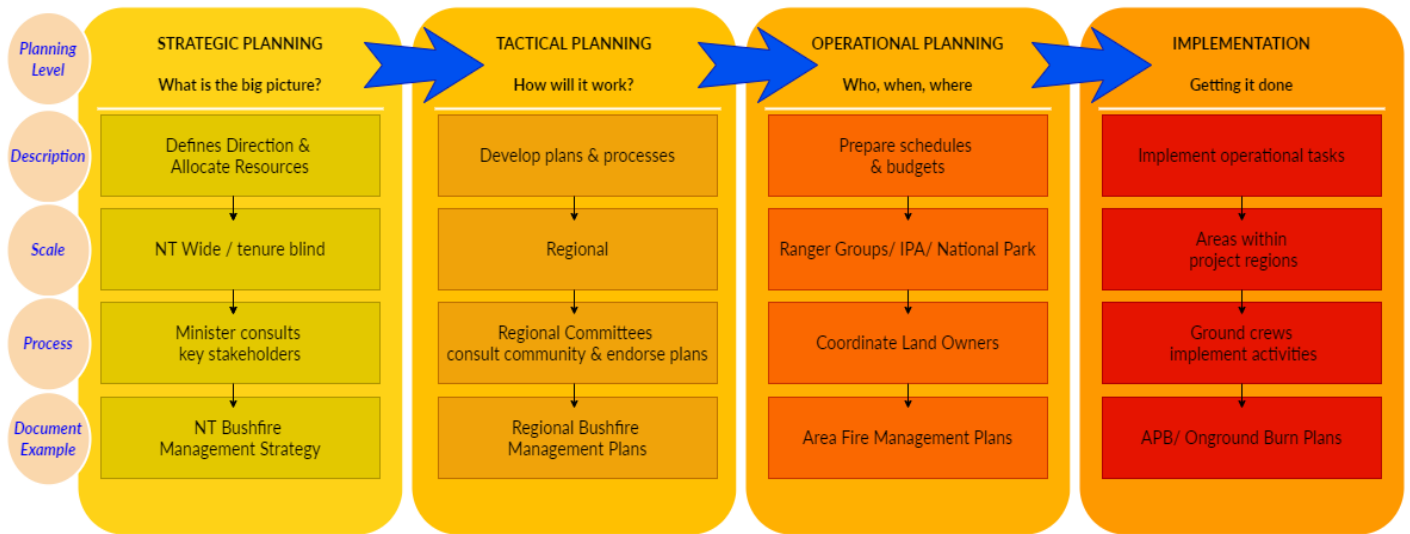 Planning
Level
STRATEGIC PLANNING
What is the big picture?
TACTICAL PLANNING
How will it work?
OPERATIONAL PLANNING
Who, when, where
IMPLEMENTATION
Getting it done
Description
Defines Direction &
Allocate Resources
Develop plans & processes
Prepare schedules
& budgets
Implement operational tasks
Scale
NT Wide / tenure blind
Regional
Ranger Groups/ IPA/ National Park
Areas within
project regions
Process
Minister consults
key stakeholders
Regional Committees
consult community & endorse plans
Coordinate Land Owners
Ground crews
implement activities
Document
Example
NT Bushfire
Management Strategy
Regional Bushfire
Management Plans
Area Fire Management Plans
APB/ Onground Burn Plans